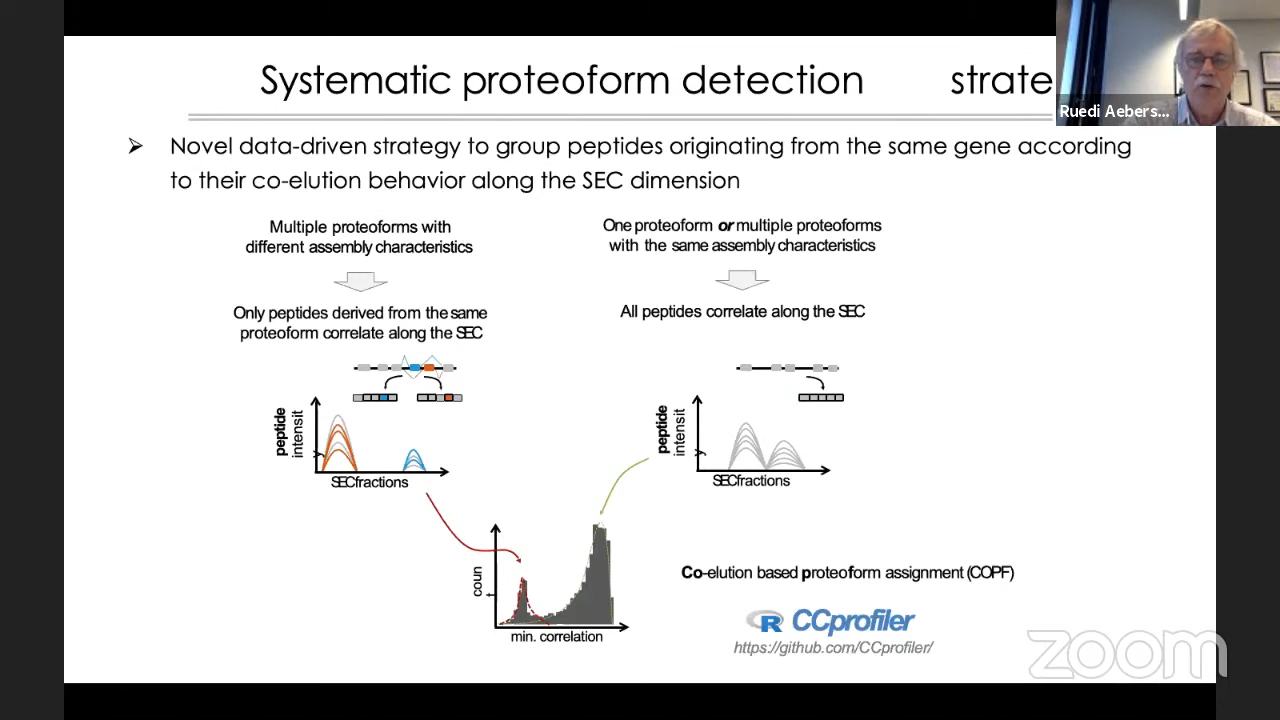 Systematic proteoform detection strate
Ruedi Aebers...
➢ Novel data-driven strategy to group peptides originating from the same gene according
to their co-elution behavior along the SEC dimension
Multiple proteoforms with
different assembly characteristics
One proteoform or multiple proteoforms
with the same assembly characteristics
Only peptides derived from the same
proteoform correlate along the SEC
All peptides correlate along the SEC
peptide
intensit
y
SEC fractions
peptide
intensit
y
SEC fractions
coun
t
min. correlation
Co-elution based proteoform assignment (COPF)
R CCprofiler
https://github.com/CCprofiler/
zoom